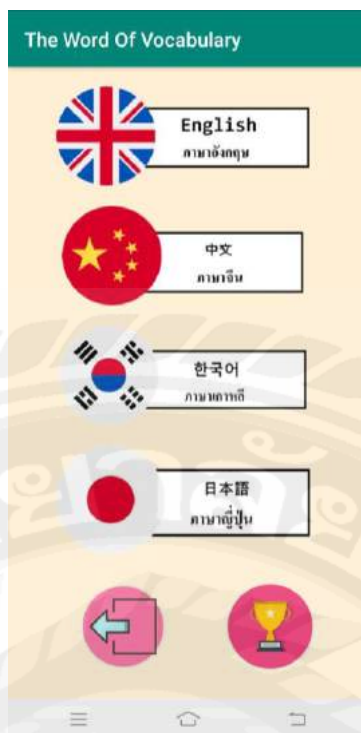 The Word Of Vocabulary
English
ภาษาอังกฤษ
中文
ภาษาจีน
한국어
ภาษาเกาหลี
日本語
ภาษาญี่ปุ่น